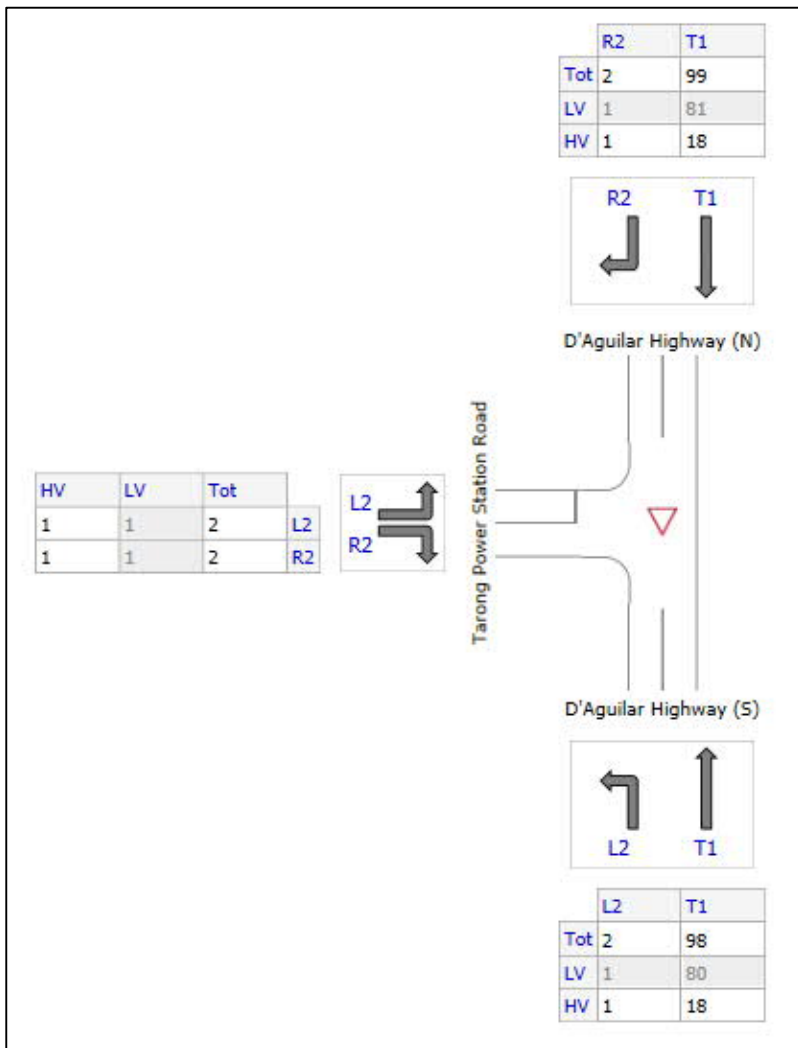 R2 T1
Tot 2 99
LV 1 81
HV 1 18
R2 T1
D'Aguilar Highway (N)
Tarong Power Station Road
HV LV Tot
1 1 2 L2
1 1 2 R2
L2
R2
D'Aguilar Highway (S)
L2 T1
L2 T1
Tot 2 98
LV 1 80
HV 1 18